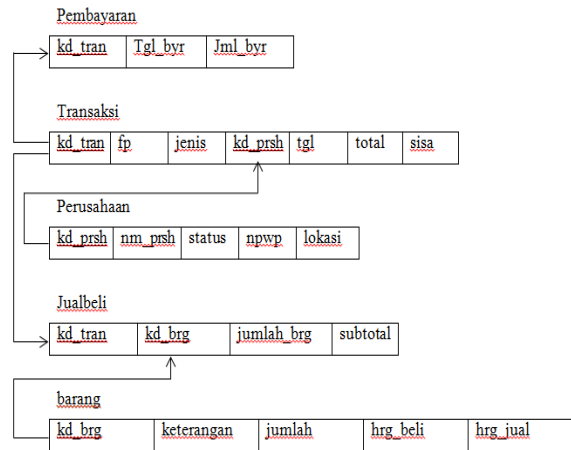 Pembayaran
kd_tran Tgl_byr Jml_byr
Transaksi
kd_tran fp jenis kd_prsh tgl total sisa
Perusahaan
kd_prsh nm_prsh status npwp lokasi
Jualbeli
kd_tran kd_brg jumlah_brg subtotal
barang
kd_brg keterangan jumlah hrg_beli hrg_jual